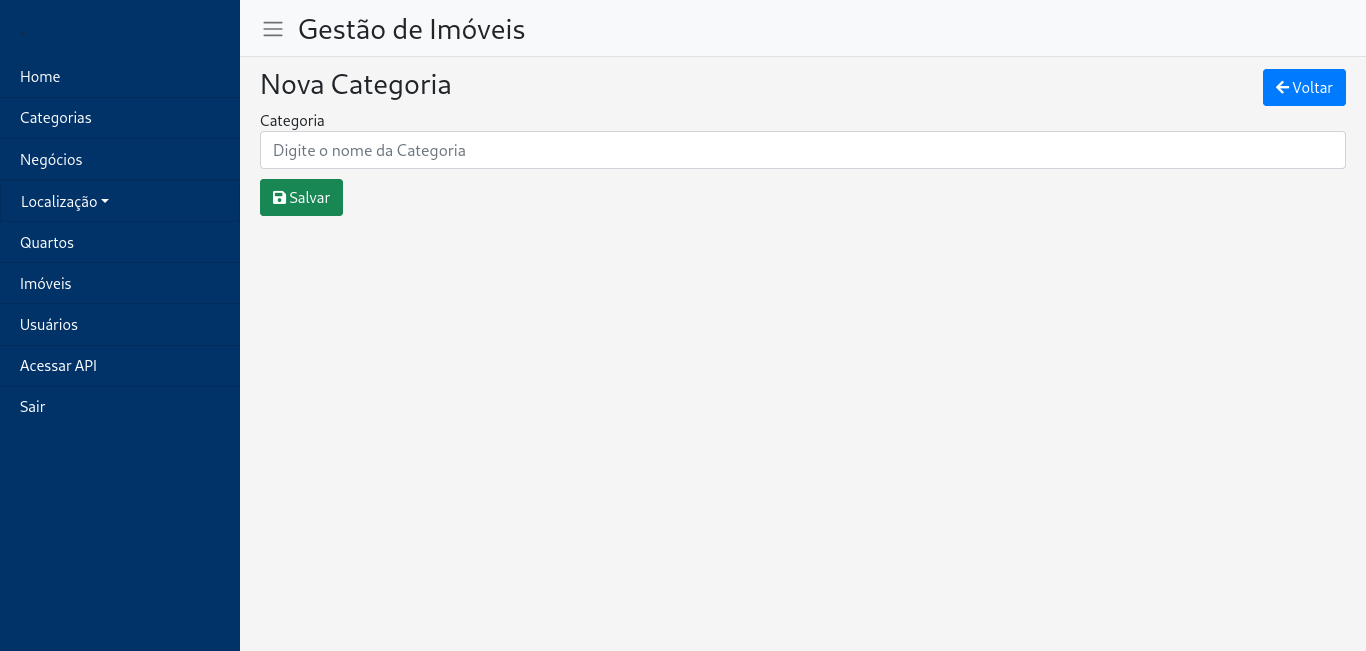 Gestão de Imóveis
Home
Categorias
Negócios
Localização
Quartos
Imóveis
Usuários
Acessar API
Sair
Nova Categoria
Voltar
Categoria
Digite o nome da Categoria
Salvar